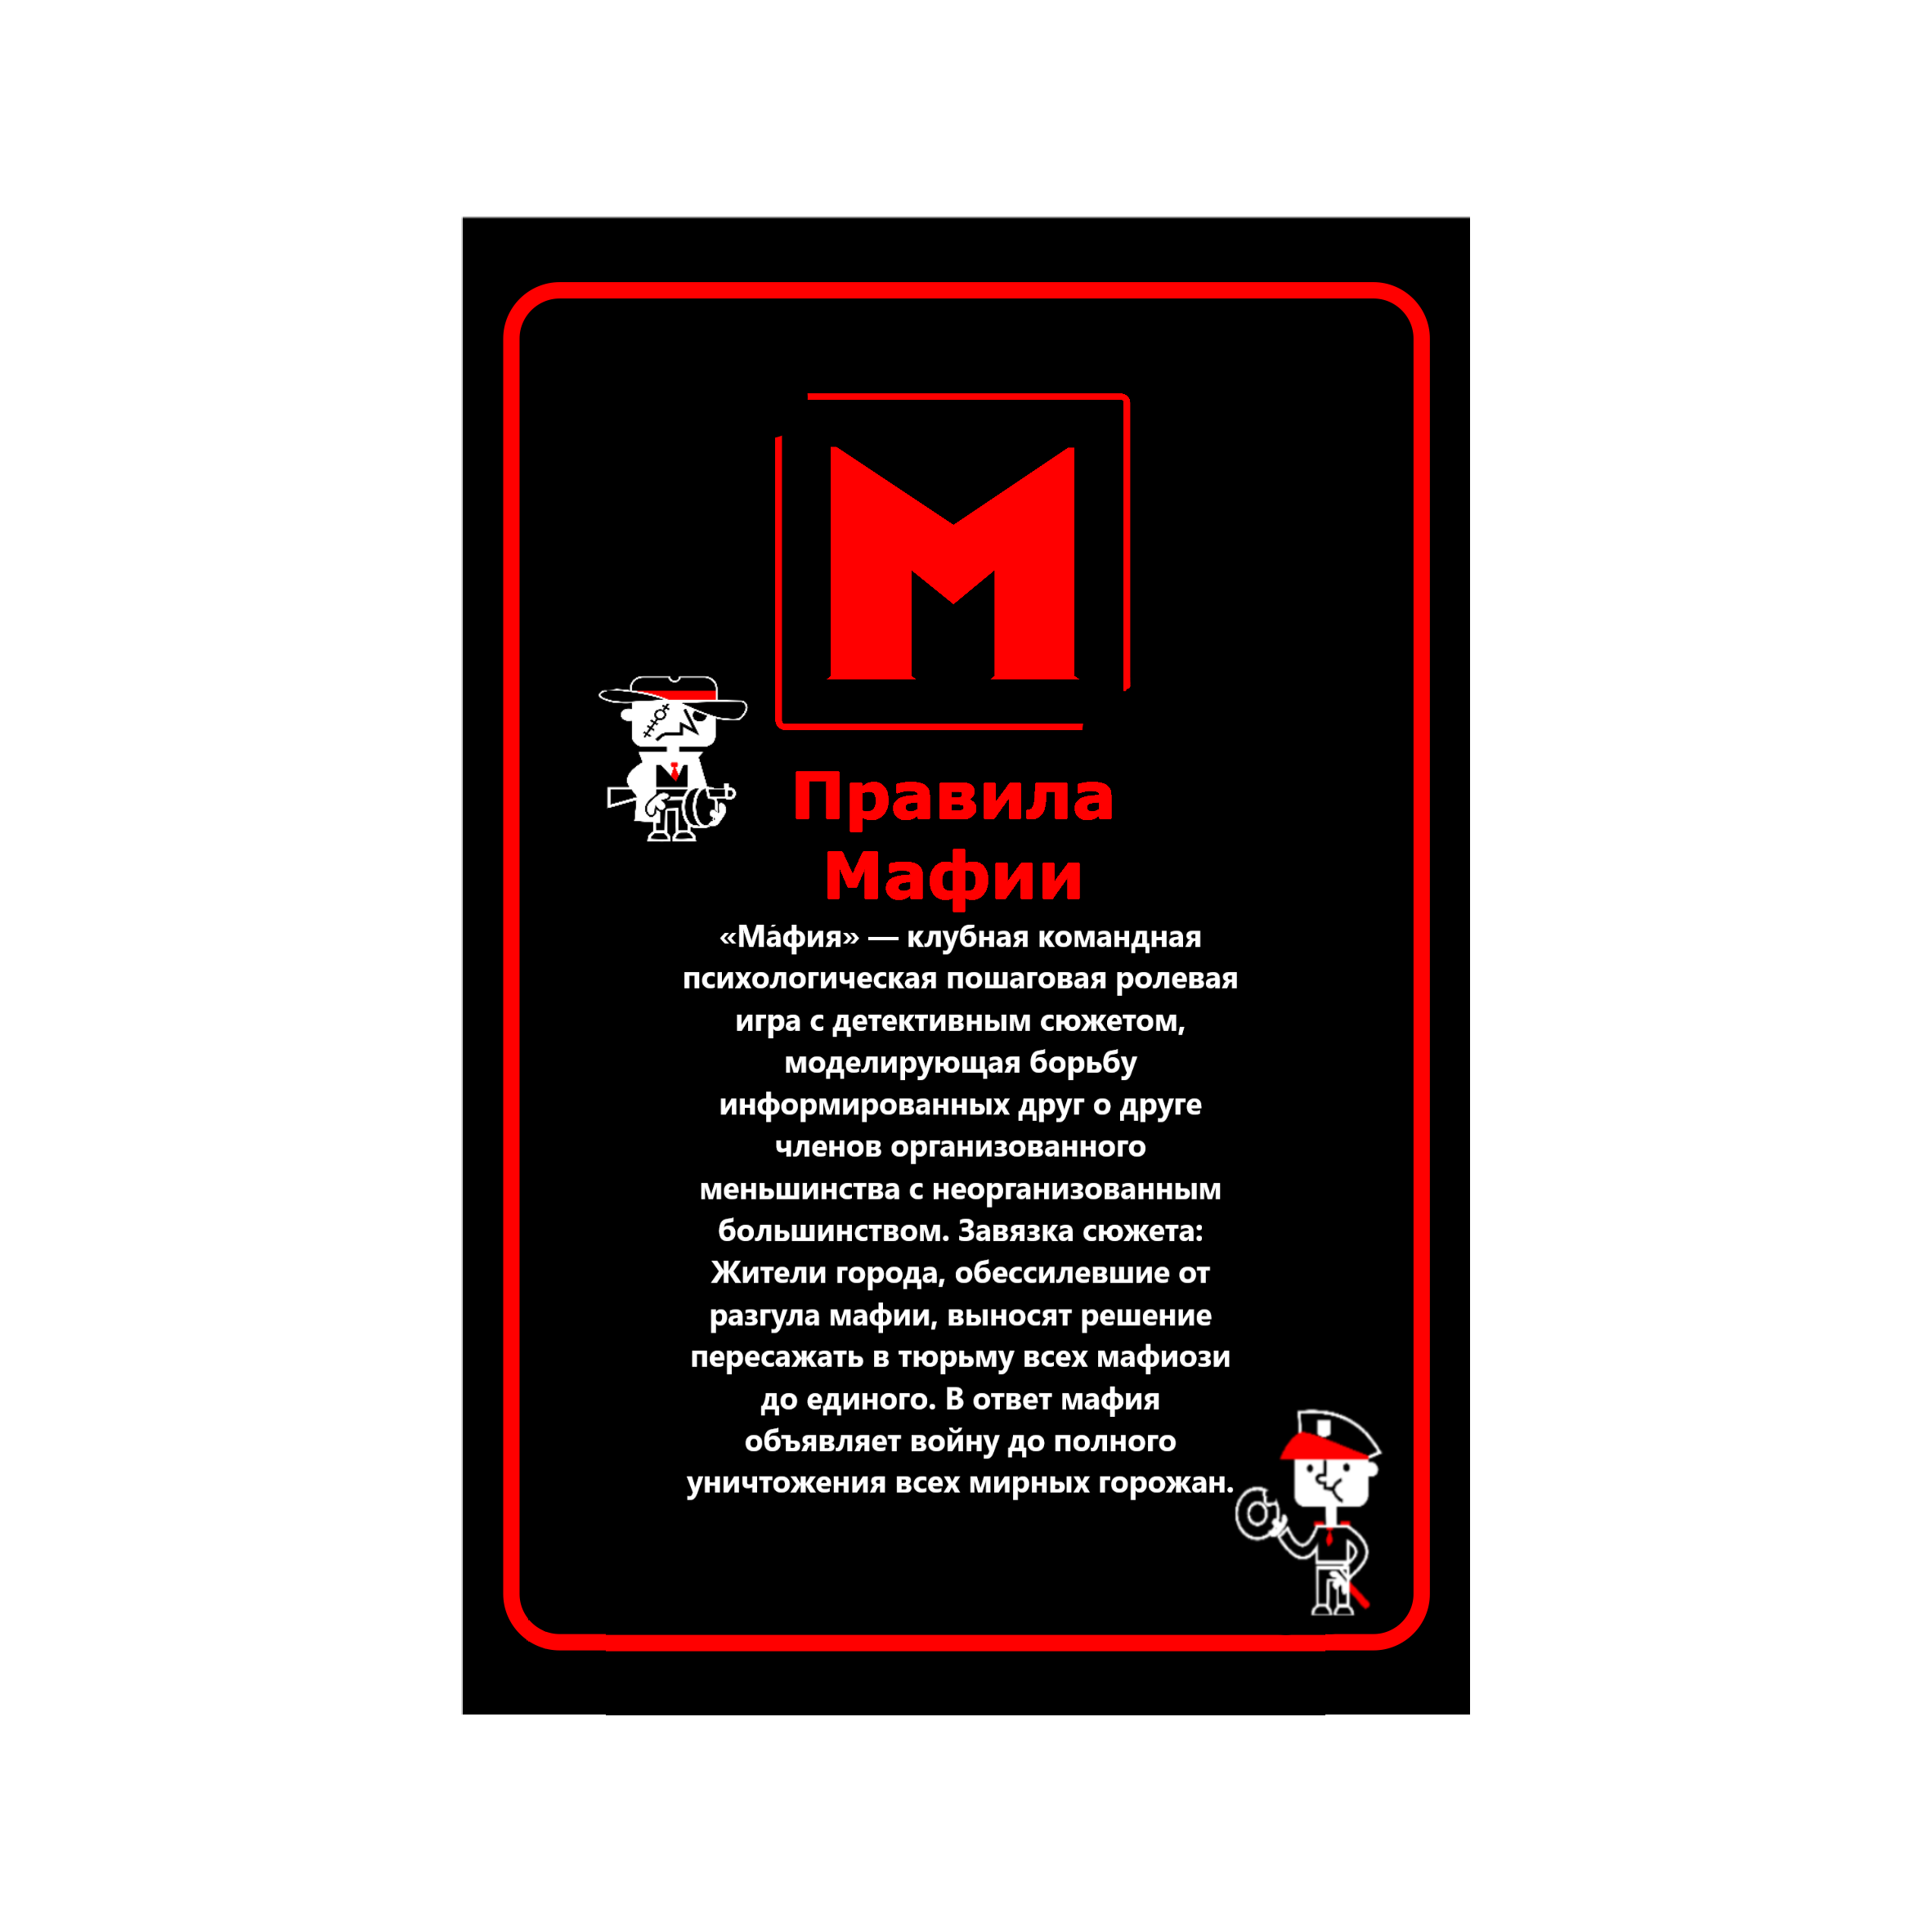 М
Правила
Мафии
«Ма́фия» — клубная командная
психологическая пошаговая ролевая
игра с детективным сюжетом,
моделирующая борьбу
информированных друг о друге
членов организованного
меньшинства с неорганизованным
большинством. Завязка сюжета:
Жители города, обессилевшие от
разгула мафии, выносят решение
пересажать в тюрьму всех мафиози
до единого. В ответ мафия
объявляет войну до полного
уничтожения всех мирных горожан.